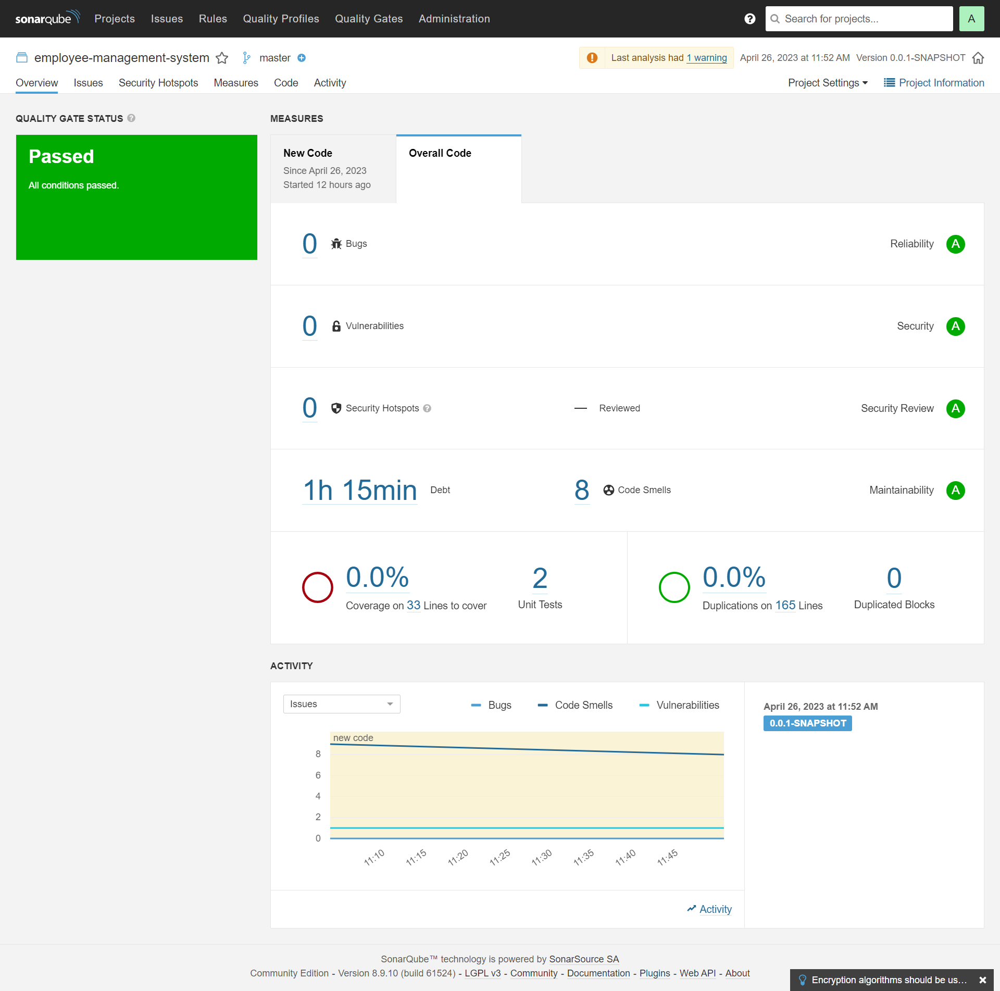 sonarqube Projects Issues Rules Quality Profiles Quality Gates Administration ? Search for projects... A
employee-management-system master Last analysis had 1 warning April 26, 2023 at 11:52 AM Version 0.0.1-SNAPSHOT
Overview Issues Security Hotspots Measures Code Activity Project Settings Project Information
QUALITY GATE STATUS ?
Passed
All conditions passed.
MEASURES
New Code
Since April 26, 2023
Started 12 hours ago
Overall Code
0 Bugs Reliability A
0 Vulnerabilities Security A
0 Security Hotspots ? — Reviewed Security Review A
1h 15min Debt 8 Code Smells Maintainability A
0.0%
Coverage on 33 Lines to cover
2
Unit Tests
0.0%
Duplications on 165 Lines
0
Duplicated Blocks
ACTIVITY
Issues Bugs Code Smells Vulnerabilities
new code
8
6
4
2
0
11:10 11:15 11:20 11:25 11:30 11:35 11:40 11:45
Activity
April 26, 2023 at 11:52 AM
0.0.1-SNAPSHOT
SonarQube™ technology is powered by SonarSource SA
Community Edition - Version 8.9.10 (build 61524) - LGPL v3 - Community - Documentation - Plugins - Web API - About
Encryption algorithms should be us...